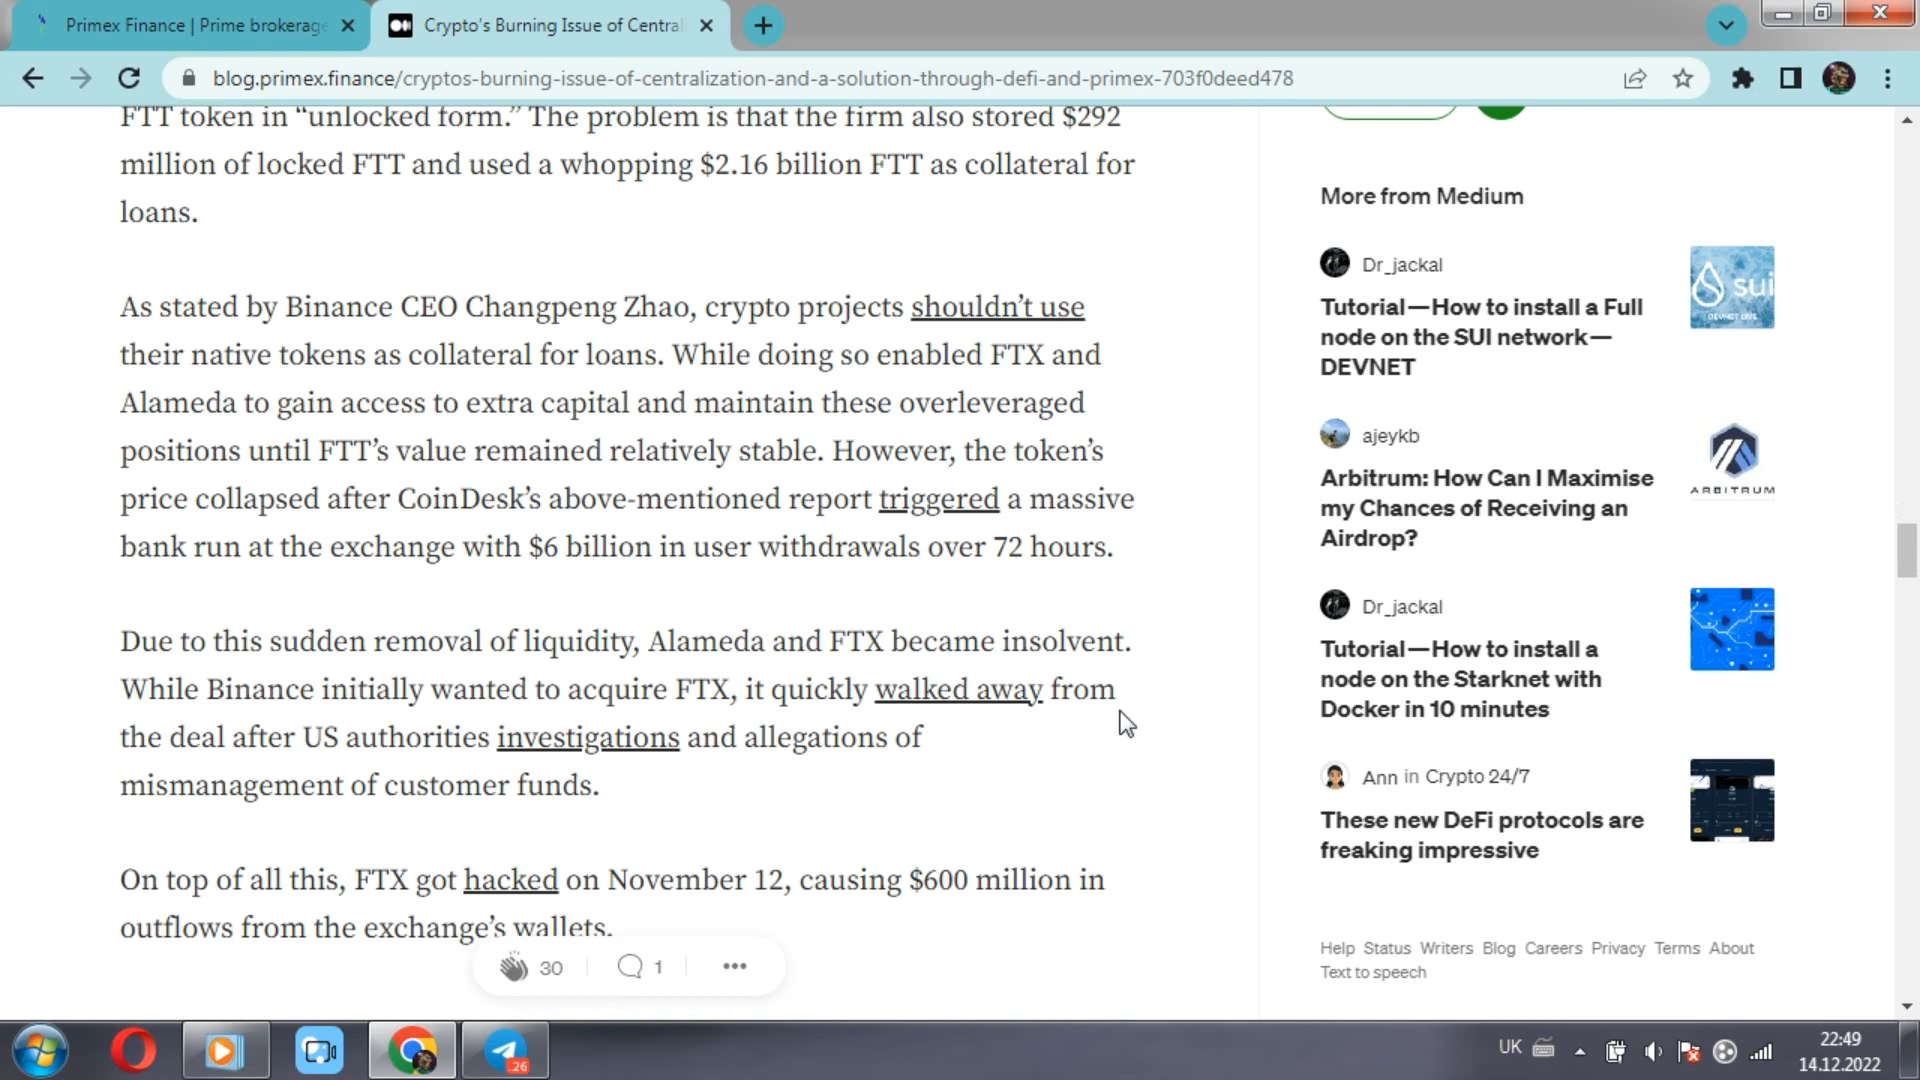 Primex Finance | Prime brokerage
Crypto's Burning Issue of Central
blog.primex.finance/cryptos-burning-issue-of-centralization-and-a-solution-through-defi-and-primex-703f0deed478
FTT token in “unlocked form.” The problem is that the firm also stored $292
million of locked FTT and used a whopping $2.16 billion FTT as collateral for
loans.
As stated by Binance CEO Changpeng Zhao, crypto projects shouldn’t use
their native tokens as collateral for loans. While doing so enabled FTX and
Alameda to gain access to extra capital and maintain these overleveraged
positions until FTT’s value remained relatively stable. However, the token’s
price collapsed after CoinDesk’s above-mentioned report triggered a massive
bank run at the exchange with $6 billion in user withdrawals over 72 hours.
Due to this sudden removal of liquidity, Alameda and FTX became insolvent.
While Binance initially wanted to acquire FTX, it quickly walked away from
the deal after US authorities investigations and allegations of
mismanagement of customer funds.
On top of all this, FTX got hacked on November 12, causing $600 million in
outflows from the exchange’s wallets.
30
1
More from Medium
Dr_jackal
Tutorial — How to install a Full
node on the SUI network —
DEVNET
sui
DEVNET LIVE
ajeykb
Arbitrum: How Can I Maximise
my Chances of Receiving an
Airdrop?
ARBITRUM
Dr_jackal
Tutorial — How to install a
node on the Starknet with
Docker in 10 minutes
Ann in Crypto 24/7
These new DeFi protocols are
freaking impressive
Help Status Writers Blog Careers Privacy Terms About
Text to speech
26
UK
22:49
14.12.2022